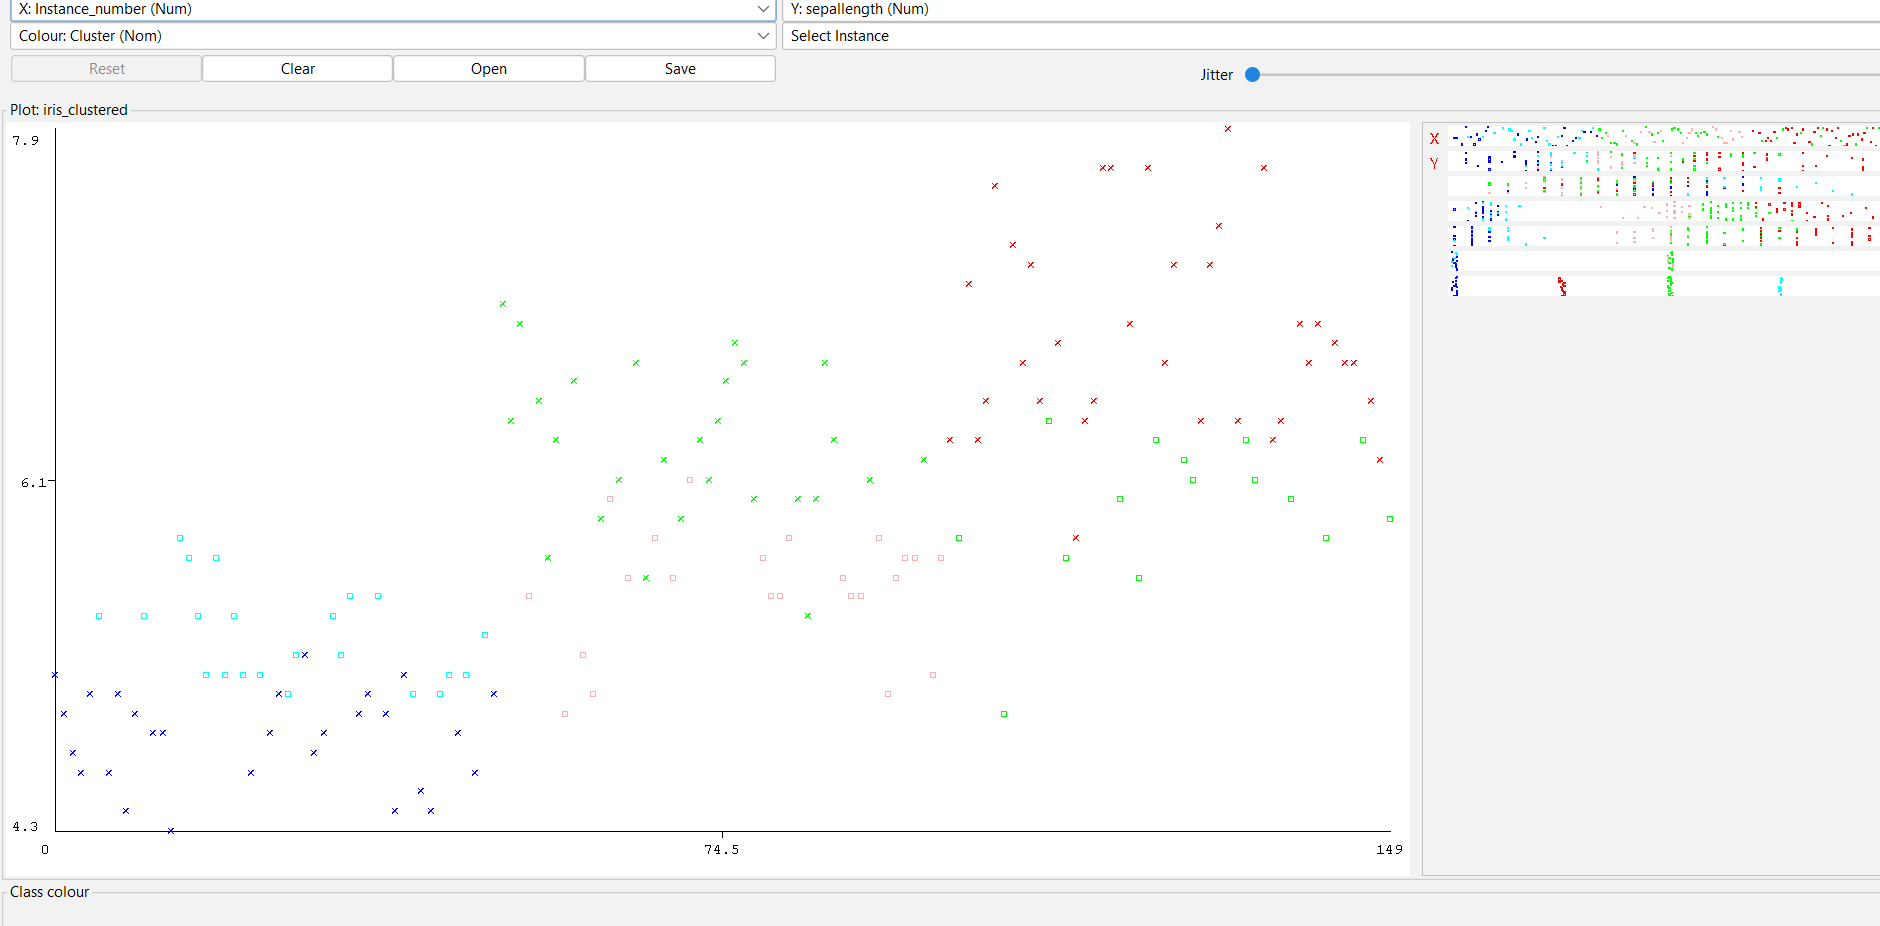 X: Instance_number (Num) Y: sepallength (Num)
Colour: Cluster (Nom) Select Instance
Reset Clear Open Save Jitter
Plot: iris_clustered
7.9
X
Y
6.1
4.3
0 74.5 149
Class colour